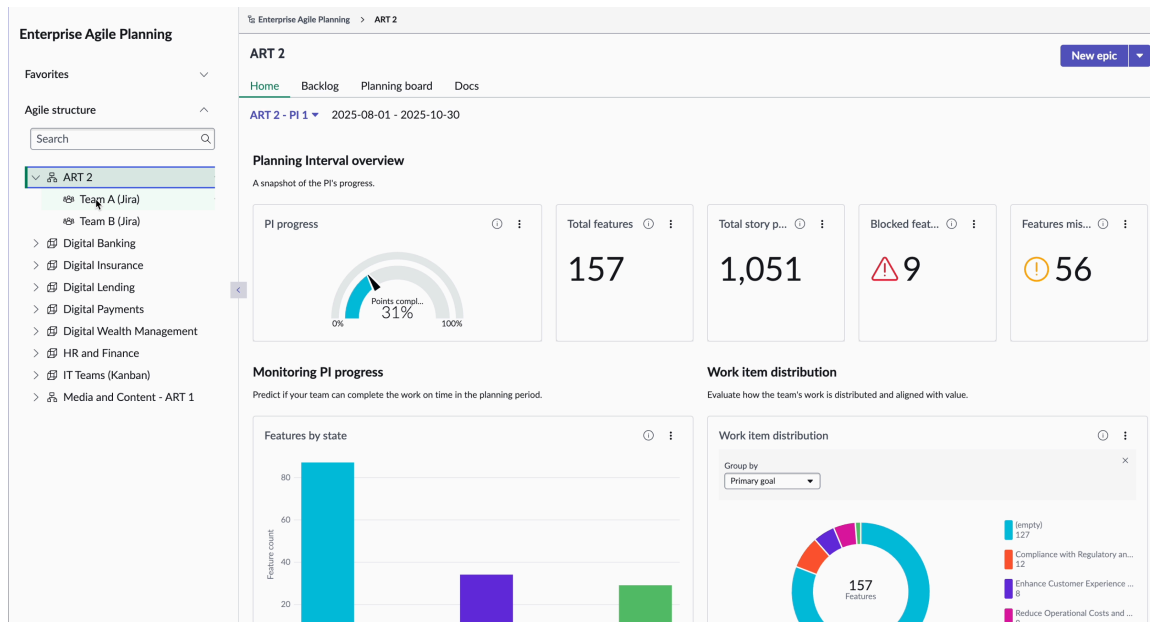 Enterprise Agile Planning
Favorites
Agile structure
Search
ART 2
Team A (Jira)
Team B (Jira)
Digital Banking
Digital Insurance
Digital Lending
Digital Payments
Digital Wealth Management
HR and Finance
IT Teams (Kanban)
Media and Content - ART 1
Enterprise Agile Planning > ART 2
ART 2
New epic
Home Backlog Planning board Docs
ART 2 - PI 1 2025-08-01 - 2025-10-30
Planning Interval overview
A snapshot of the PI's progress.
PI progress
Points compl...
31%
0% 100%
Total features
157
Total story p...
1,051
Blocked feat...
9
Features mis...
56
Monitoring PI progress
Predict if your team can complete the work on time in the planning period.
Features by state
Feature count
80
60
40
20
Work item distribution
Evaluate how the team's work is distributed and aligned with value.
Work item distribution
Group by
Primary goal
157
Features
(empty)
127
Compliance with Regulatory an...
12
Enhance Customer Experience ...
8
Reduce Operational Costs and ...